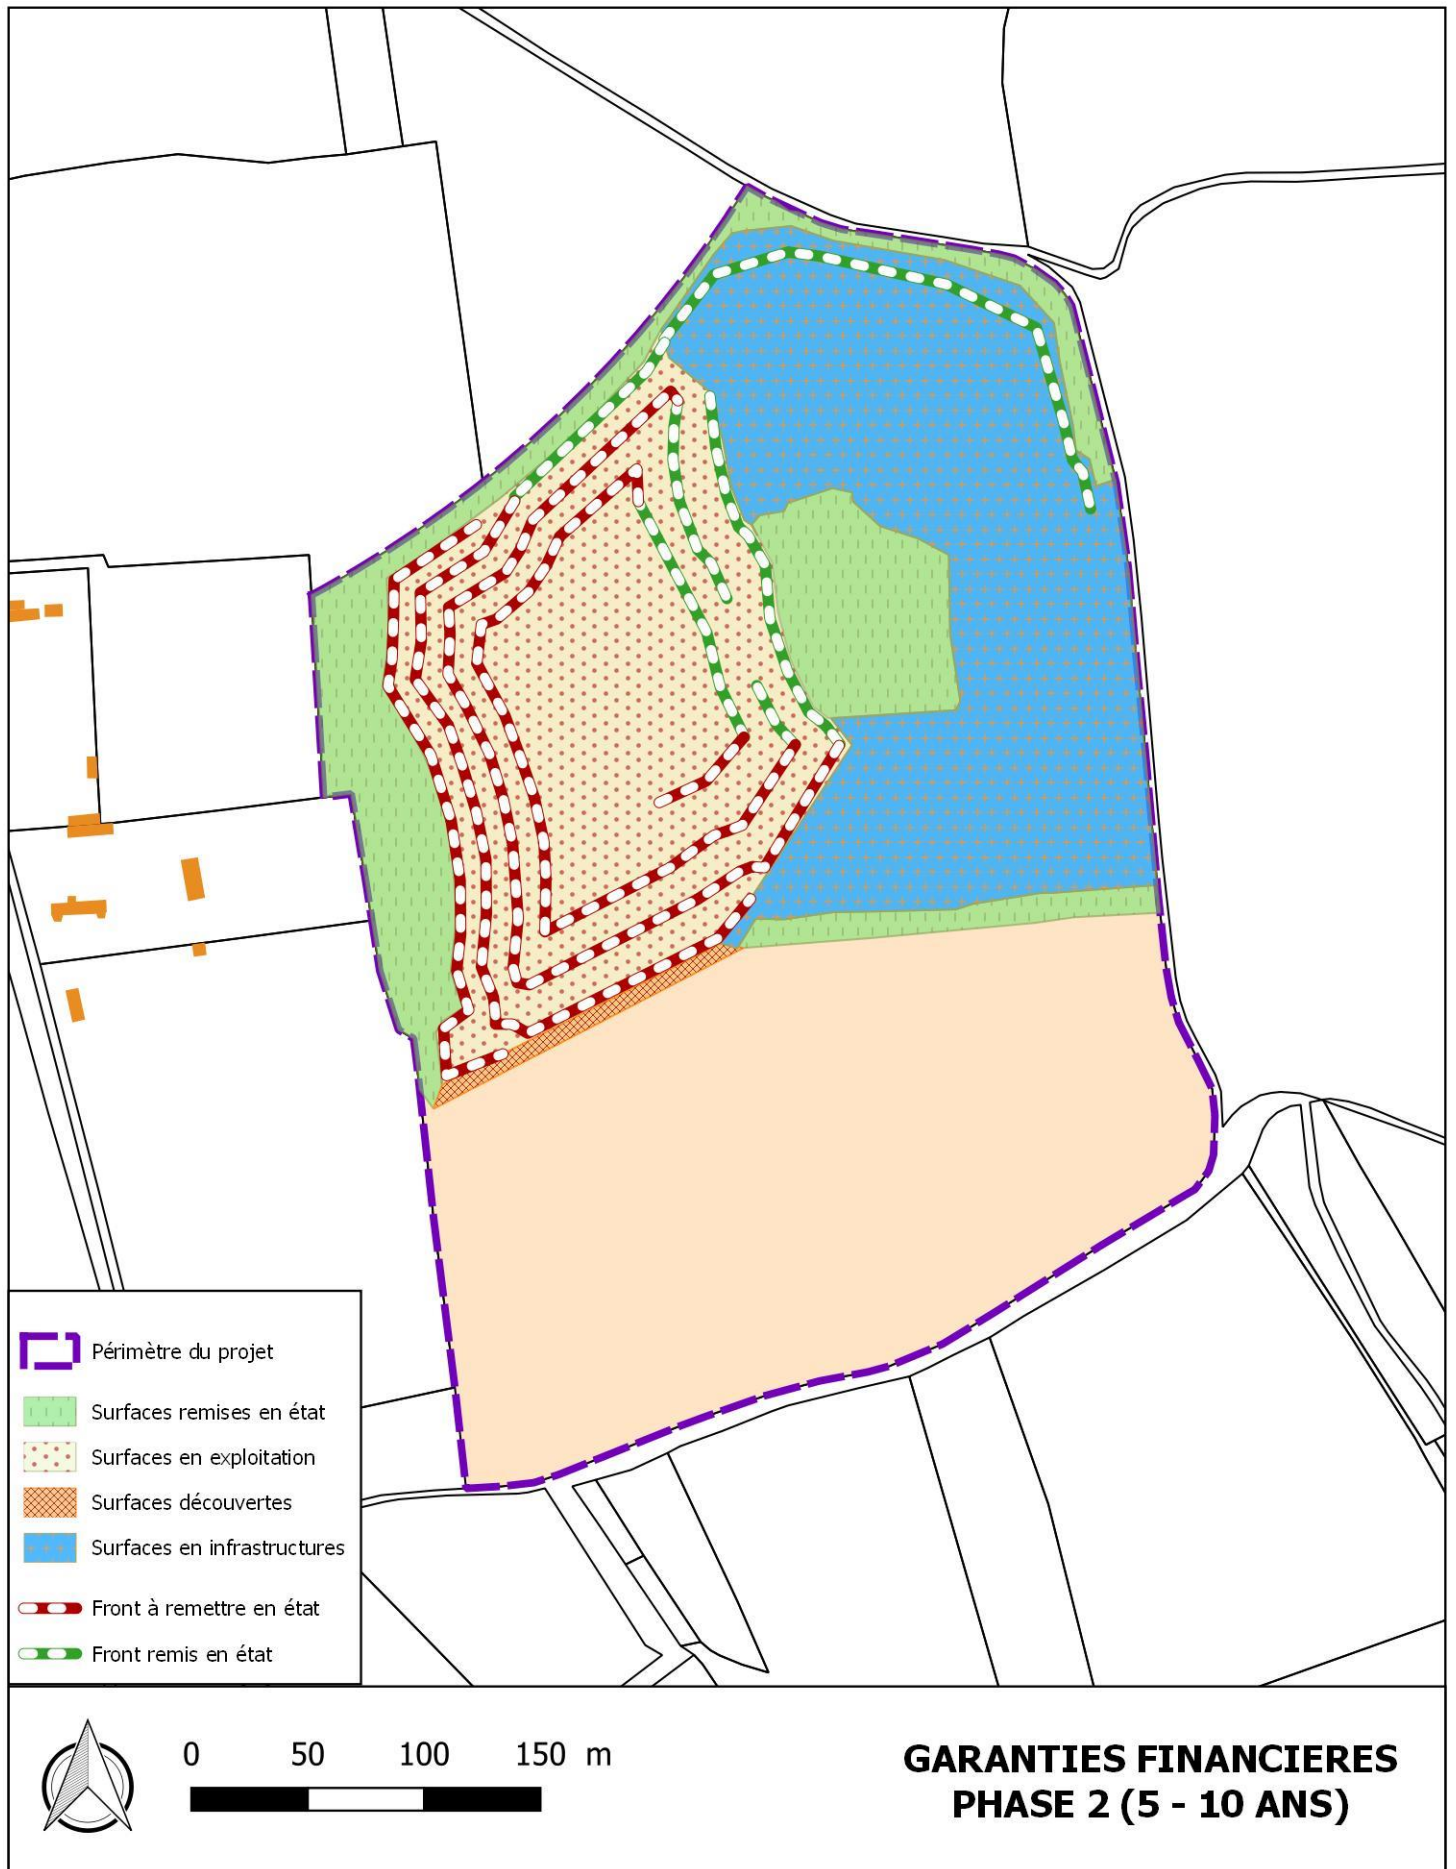 Périmètre du projet
Surfaces remises en état
Surfaces en exploitation
Surfaces découvertes
Surfaces en infrastructures
Front à remettre en état
Front remis en état
0 50 100 150 m
GARANTIES FINANCIERES
PHASE 2 (5 - 10 ANS)